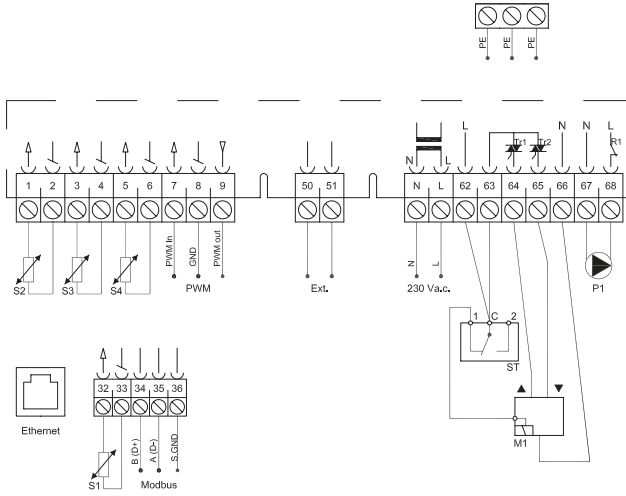 PE PE PE
L N N L
Tr1 Tr2 R1
N L
1 2 3 4 5 6 7 8 9 50 51 N L 62 63 64 65 66 67 68
PWM in GND PWM out N L
S2 S3 S4 PWM Ext. 230 Va.c. P1
1 C 2
ST
32 33 34 35 36
Ethernet
B (D+) A (D-) S.GND
M1
S1 Modbus